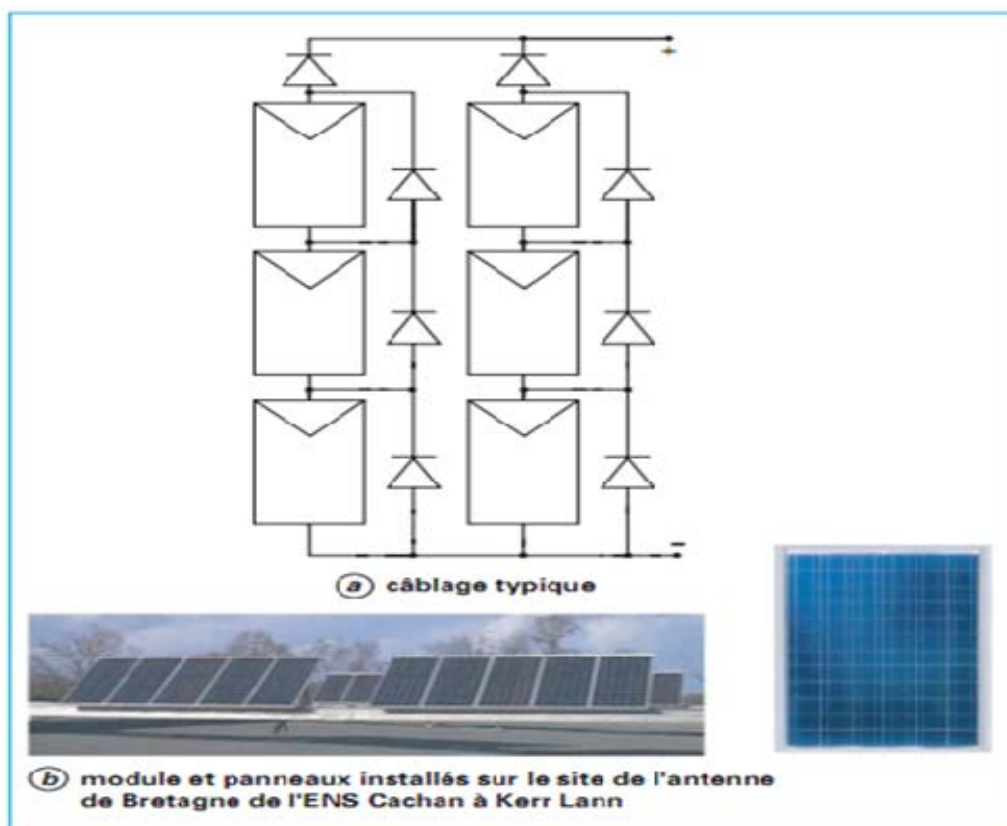 +
-
a câblage typique
b module et panneaux installés sur le site de l'antenne
de Bretagne de l'ENS Cachan à Kerr Lann